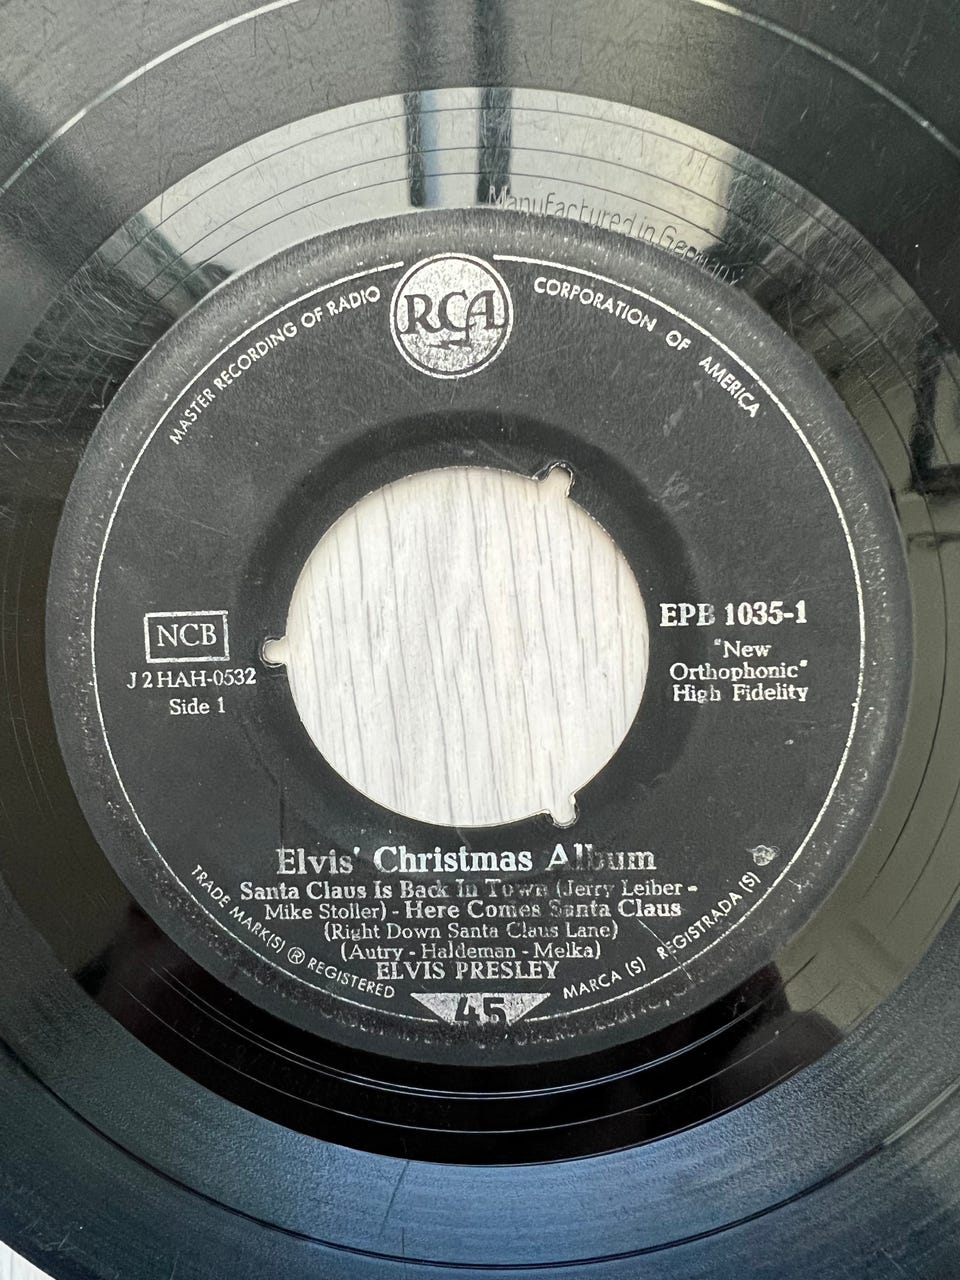 Manufactured in Germany
RCA
MASTER RECORDING OF RADIO
CORPORATION OF AMERICA
NCB
J 2 HAH-0532
Side 1
EPB 1035-1
"New
Orthophonic"
High Fidelity
Elvis' Christmas Album
Santa Claus Is Back In Town (Jerry Leiber -
Mike Stoller) - Here Comes Santa Claus
(Right Down Santa Claus Lane)
(Autry - Haldeman - Melka)
ELVIS PRESLEY
TRADE MARK(S) ® REGISTERED
MARCA (S) REGISTRADA (S)
45